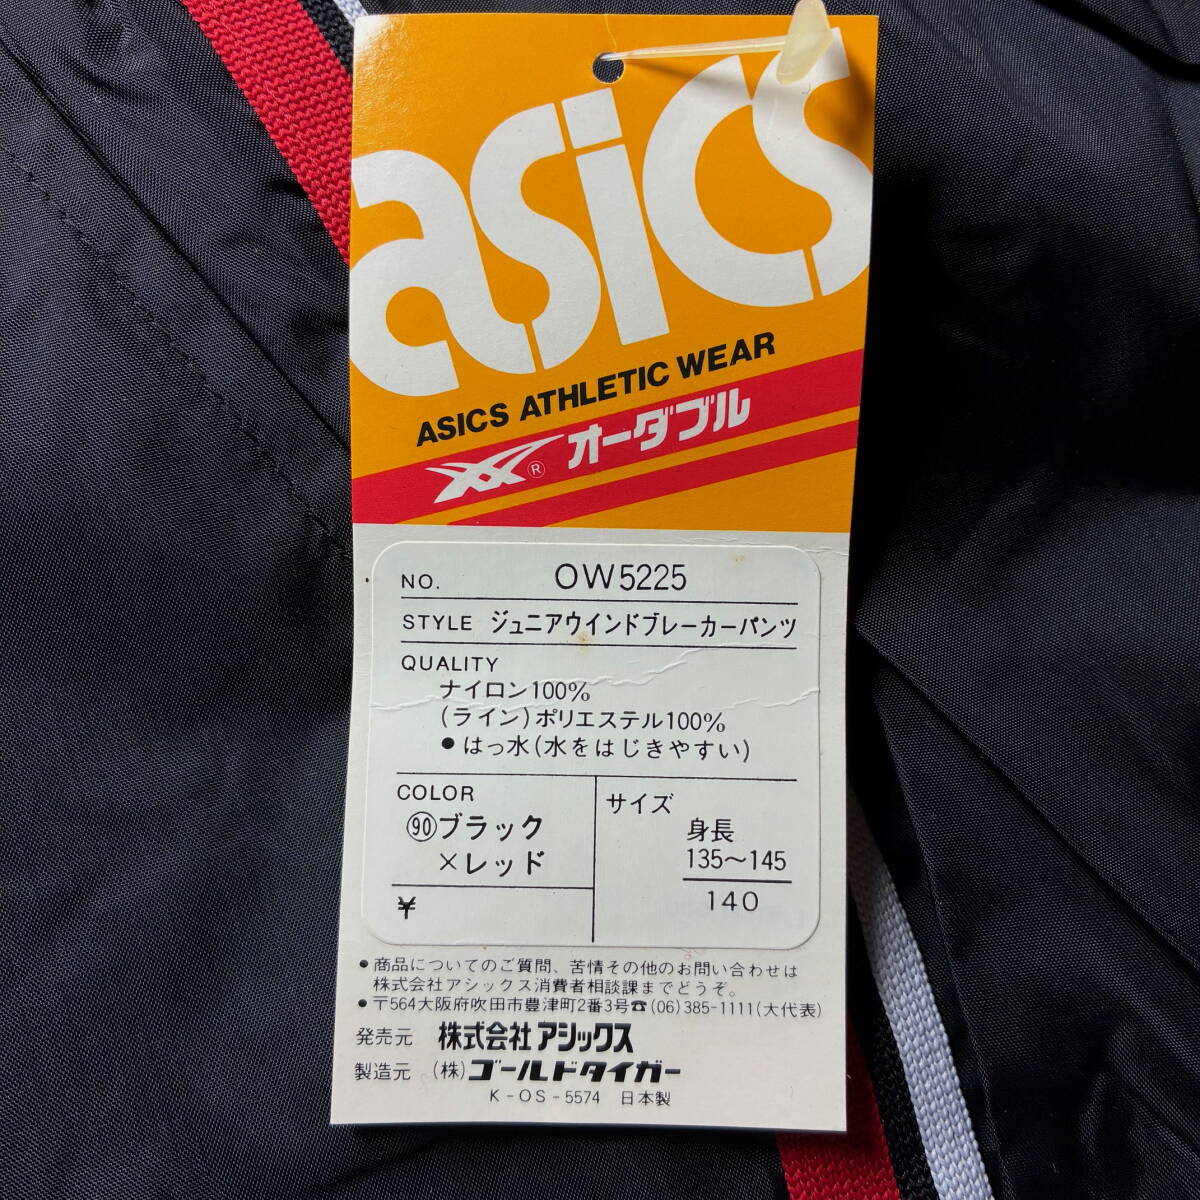 asics
ASICS ATHLETIC WEAR
® オーダブル
NO. OW5225
STYLE ジュニアウインドブレーカーパンツ
QUALITY
ナイロン100%
(ライン)ポリエステル100%
●はっ水(水をはじきやすい)
COLOR
⑨⓪ブラック
×レッド
¥
サイズ
身長
135〜145
140
●商品についてのご質問、苦情その他のお問い合わせは
株式会社アシックス消費者相談課までどうぞ。
●〒564大阪府吹田市豊津町2番3号☎(06)385-1111(大代表)
発売元 株式会社アシックス
製造元 (株)ゴールドタイガー
K-OS-5574 日本製